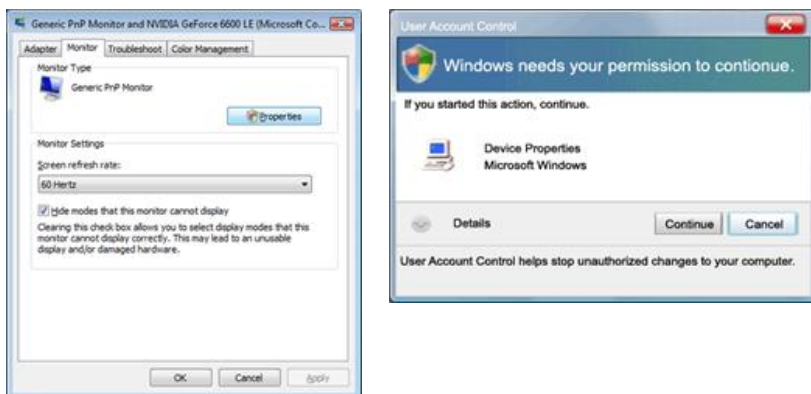 Generic PnP Monitor and NVIDIA GeForce 6600 LE (Microsoft Co...
Adapter Monitor Troubleshoot Color Management
Monitor Type
Generic PnP Monitor
Properties
Monitor Settings
Screen refresh rate:
60 Hertz
Hide modes that this monitor cannot display
Clearing this check box allows you to select display modes that this
monitor cannot display correctly. This may lead to an unusable
display and/or damaged hardware.
OK Cancel Apply
User Account Control
Windows needs your permission to contionue.
If you started this action, continue.
Device Properties
Microsoft Windows
Details Continue Cancel
User Account Control helps stop unauthorized changes to your computer.